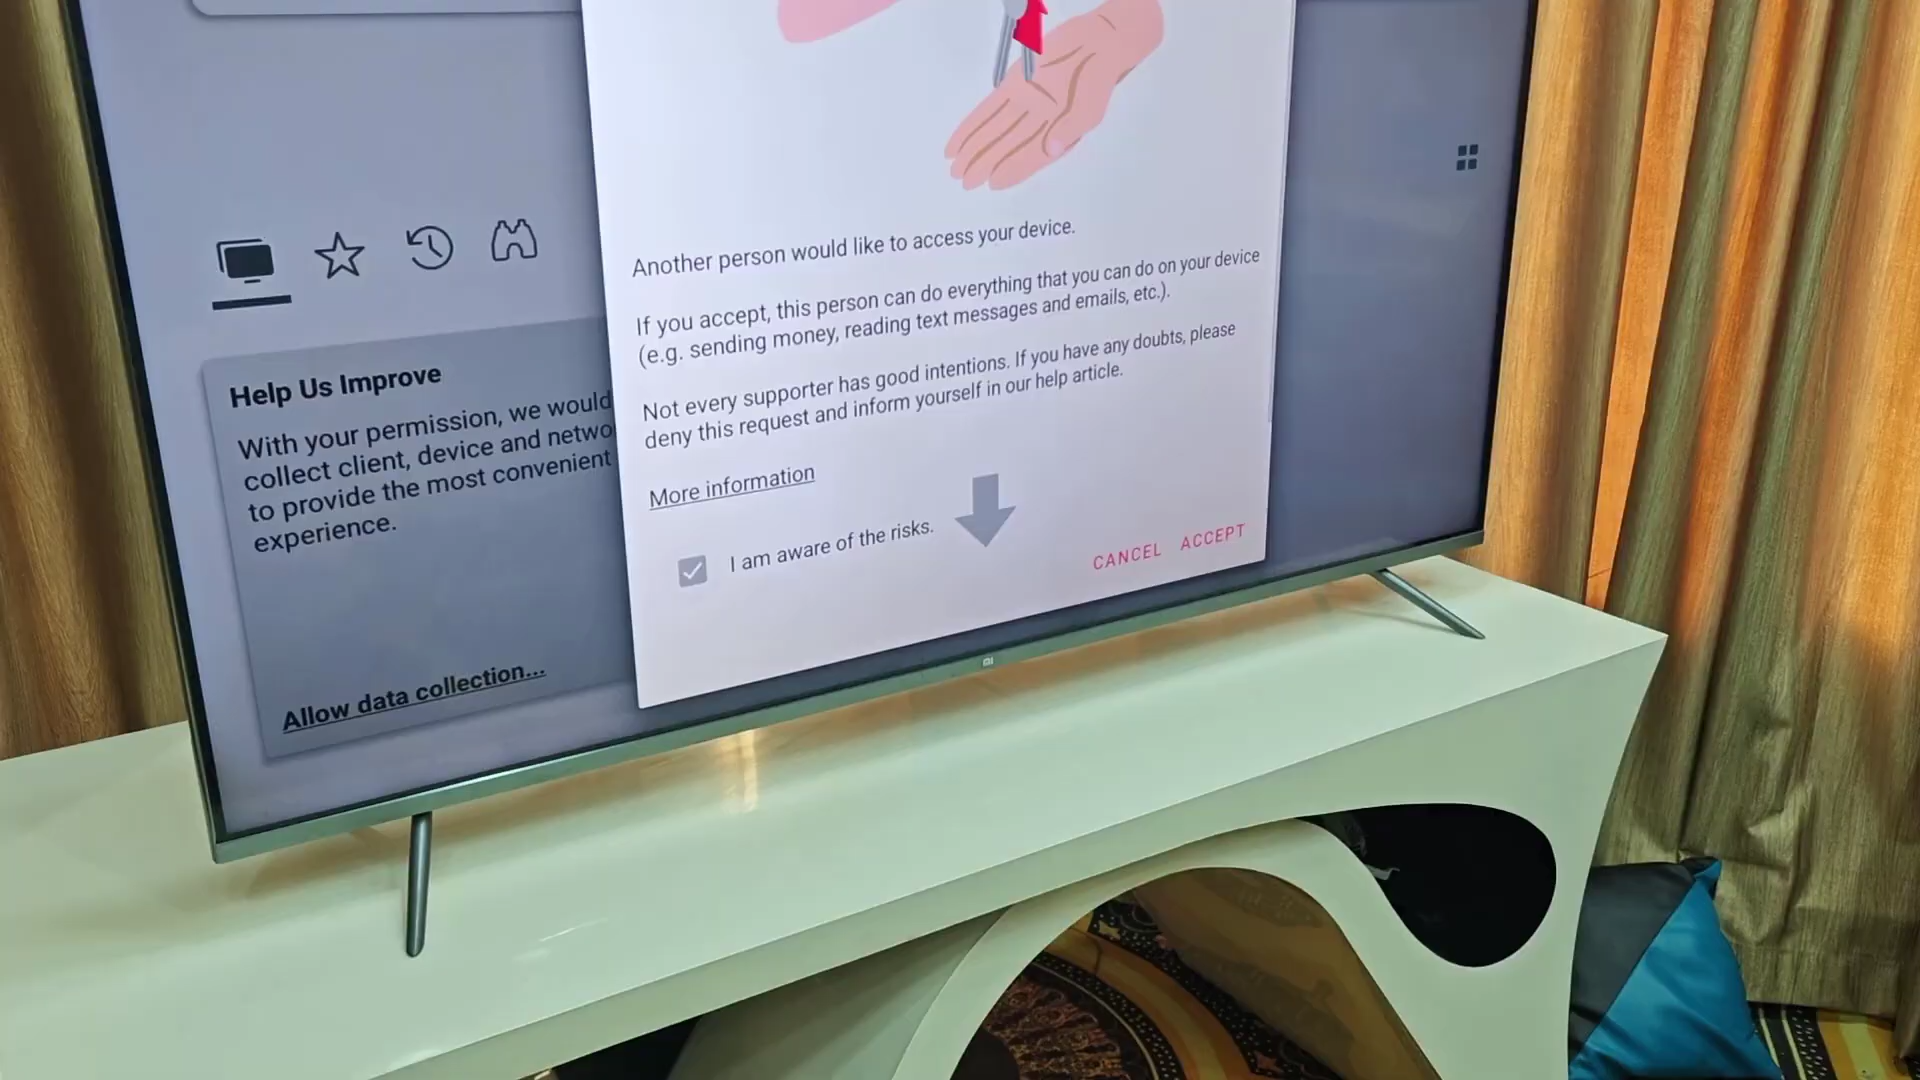 Another person would like to access your device.
If you accept, this person can do everything that you can do on your device
(e.g. sending money, reading text messages and emails, etc.).
Not every supporter has good intentions. If you have any doubts, please
deny this request and inform yourself in our help article.
More information
I am aware of the risks.
CANCEL ACCEPT
Help Us Improve
With your permission, we would
collect client, device and netwo
to provide the most convenient
experience.
Allow data collection...
mi